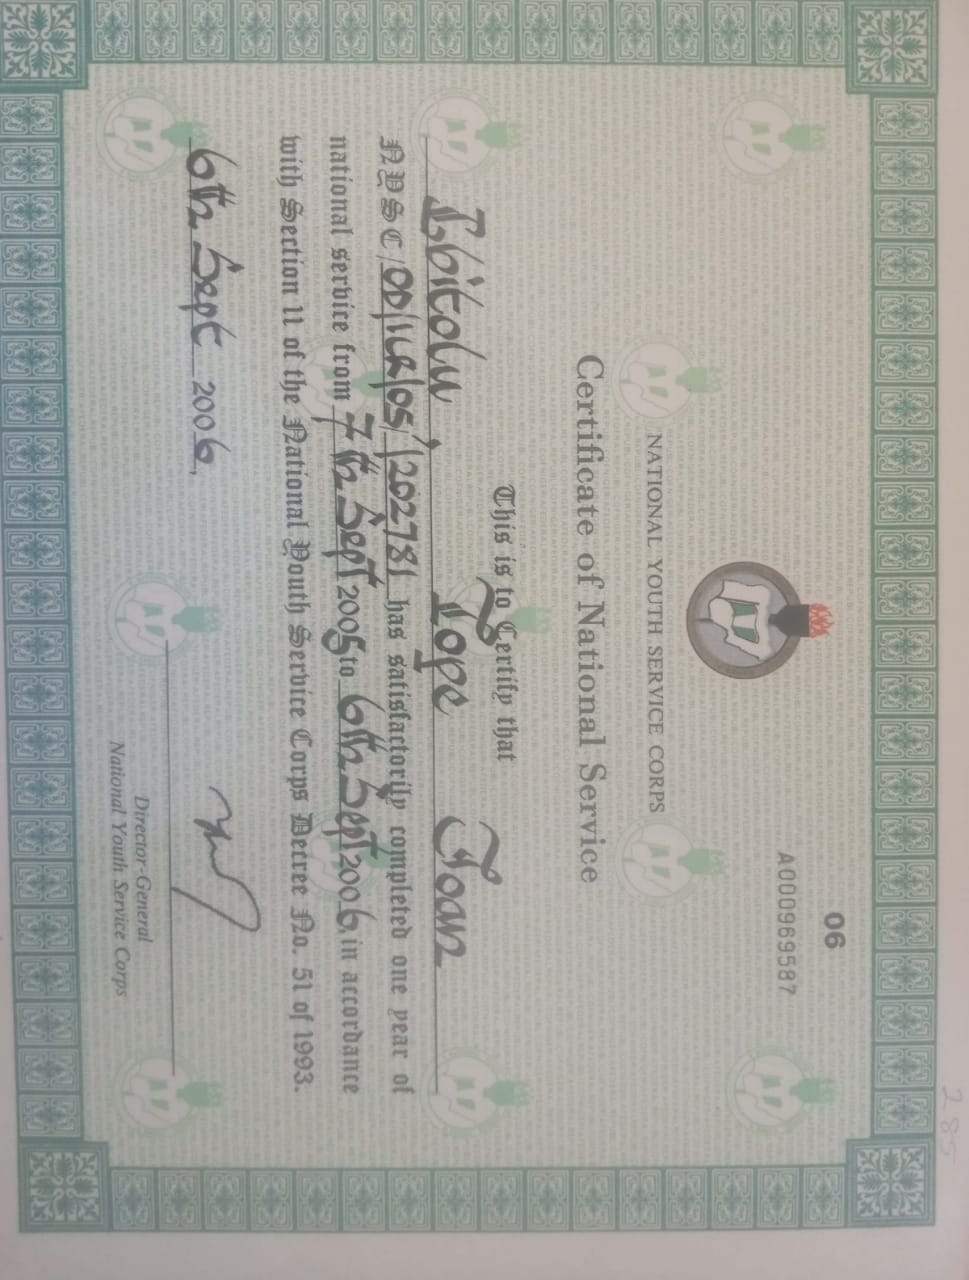 06
A000969587
NATIONAL YOUTH SERVICE CORPS
Certificate of National Service
This is to Certify that
Ibitolu, Tope Joan
NYSC/OD/ILR/05/120278 has satisfactorily completed one year of
national service from 7th Sept 2005 to 6th Sept 2006, in accordance
with Section 11 of the National Youth Service Corps Decree No. 51 of 1993.
6th Sept 2006
Director-General
National Youth Service Corps
285